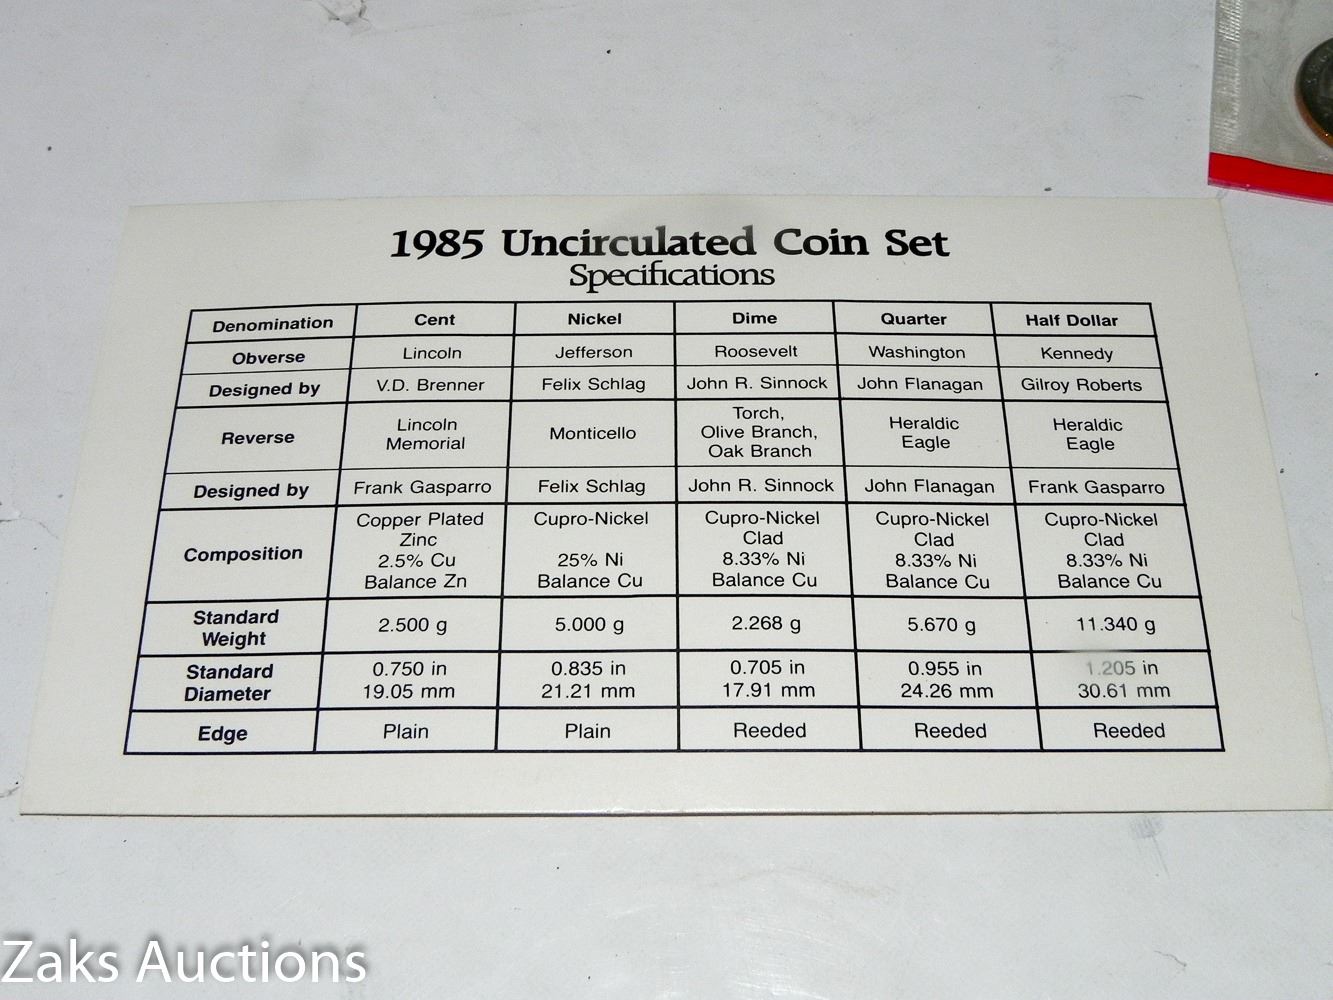 1985 Uncirculated Coin Set
Specifications
Denomination Cent Nickel Dime Quarter Half Dollar
Obverse Lincoln Jefferson Roosevelt Washington Kennedy
Designed by V.D. Brenner Felix Schlag John R. Sinnock John Flanagan Gilroy Roberts
Reverse Lincoln Memorial Monticello Torch, Olive Branch, Oak Branch Heraldic Eagle Heraldic Eagle
Designed by Frank Gasparro Felix Schlag John R. Sinnock John Flanagan Frank Gasparro
Composition Copper Plated Zinc 2.5% Cu Balance Zn Cupro-Nickel 25% Ni Balance Cu Cupro-Nickel Clad 8.33% Ni Balance Cu Cupro-Nickel Clad 8.33% Ni Balance Cu Cupro-Nickel Clad 8.33% Ni Balance Cu
Standard Weight 2.500 g 5.000 g 2.268 g 5.670 g 11.340 g
Standard Diameter 0.750 in 19.05 mm 0.835 in 21.21 mm 0.705 in 17.91 mm 0.955 in 24.26 mm 1.205 in 30.61 mm
Edge Plain Plain Reeded Reeded Reeded
Zaks Auctions